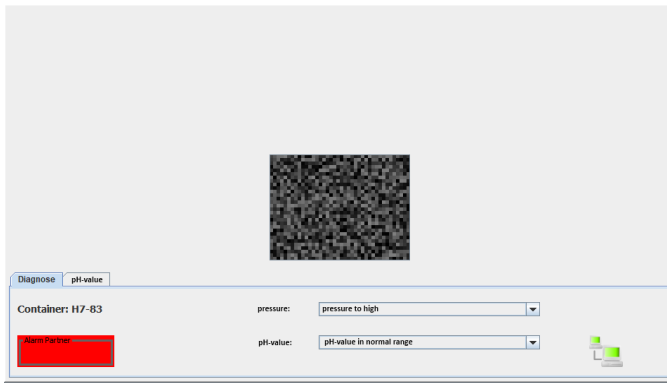 Diagnose pH-value
Container: H7-83
pressure: pressure to high
Alarm Partner
pH-value: pH-value in normal range